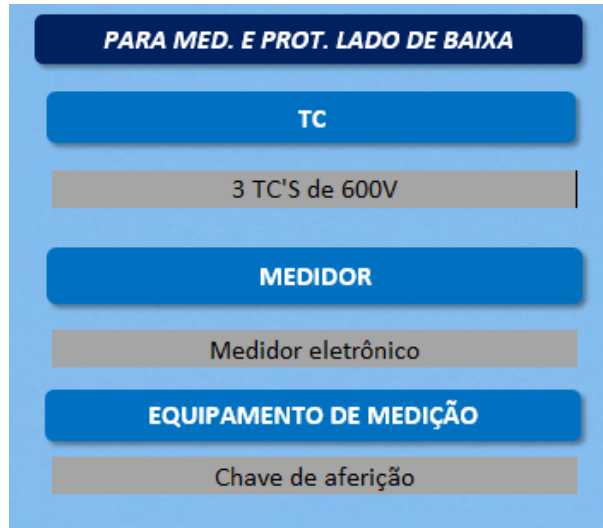 PARA MED. E PROT. LADO DE BAIXA
TC
3 TC'S de 600V
MEDIDOR
Medidor eletrônico
EQUIPAMENTO DE MEDIÇÃO
Chave de aferição